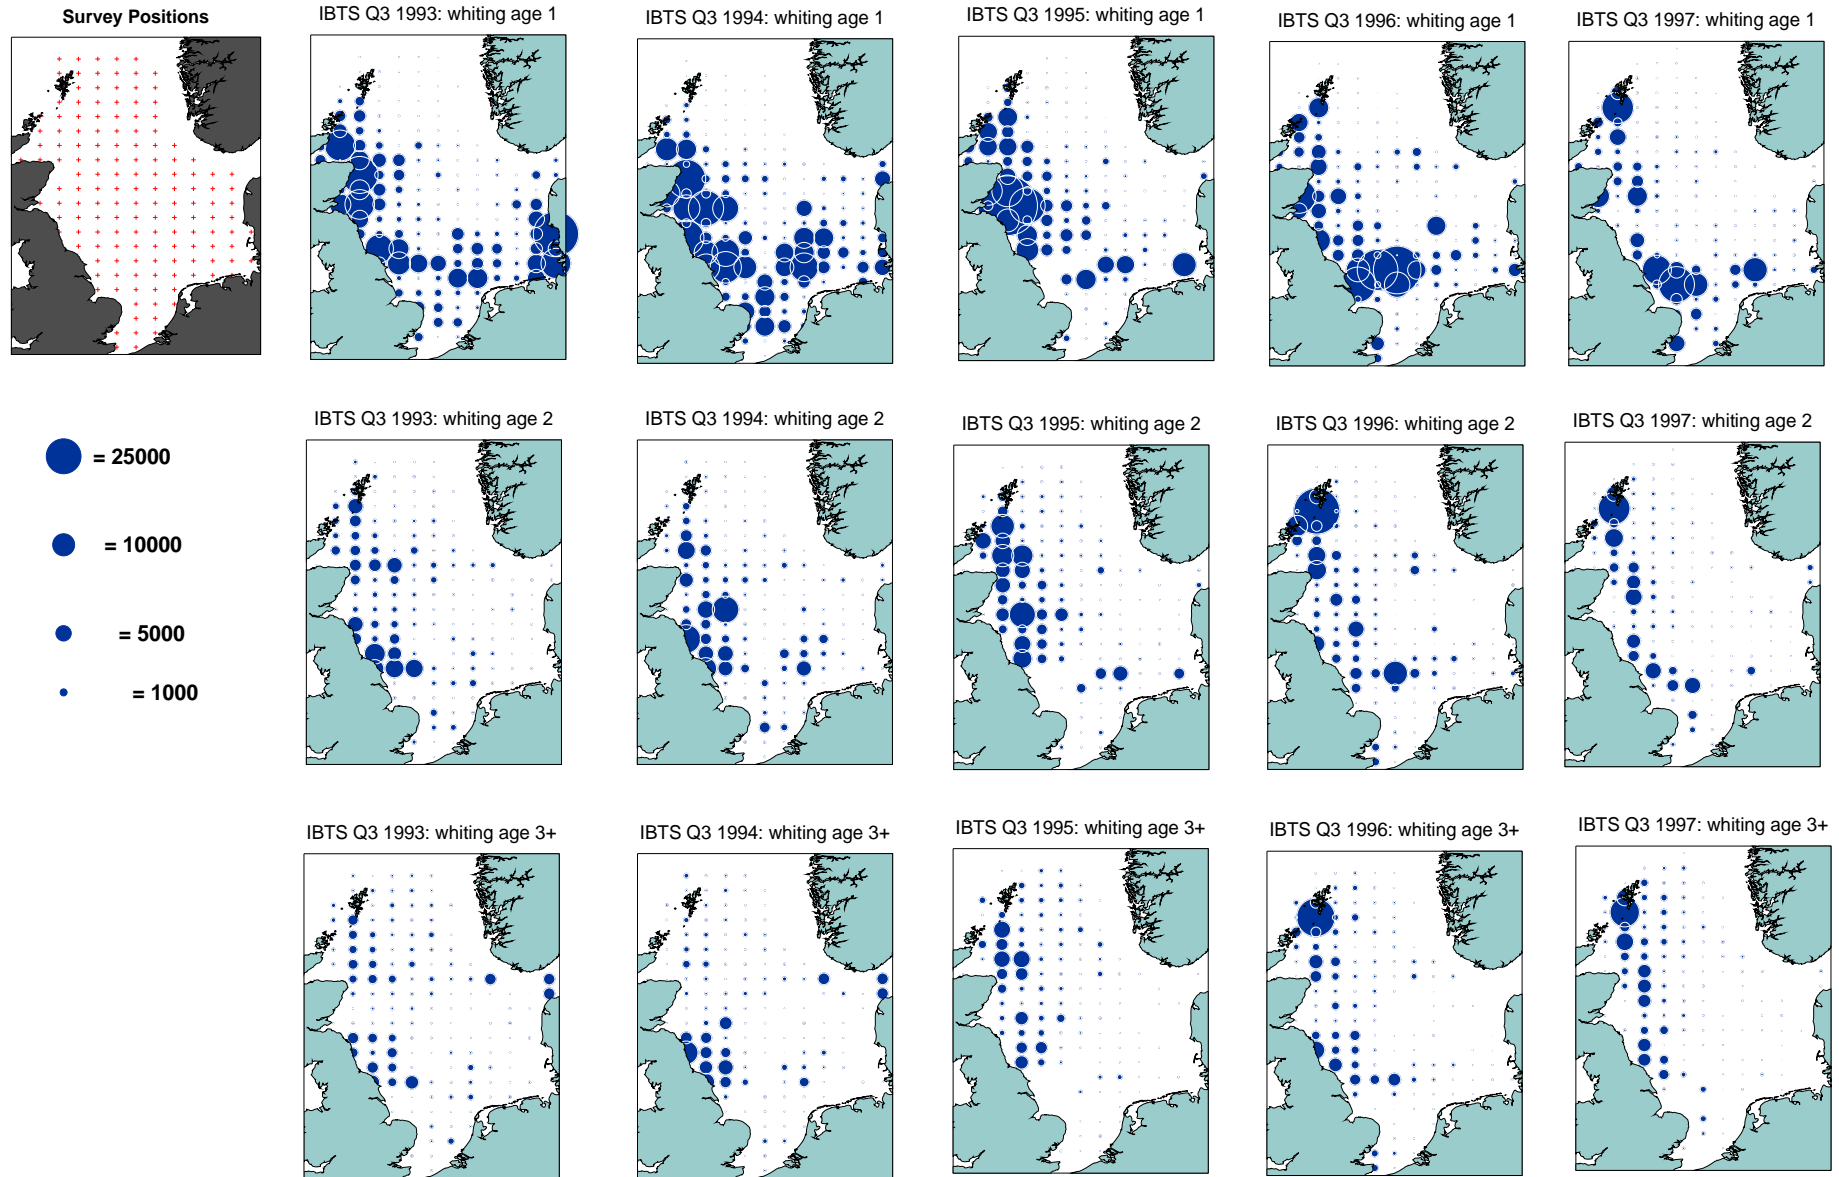 Survey Positions
IBTS Q3 1993: whiting age 1
IBTS Q3 1994: whiting age 1
IBTS Q3 1995: whiting age 1
IBTS Q3 1996: whiting age 1
IBTS Q3 1997: whiting age 1
IBTS Q3 1993: whiting age 2
IBTS Q3 1994: whiting age 2
IBTS Q3 1995: whiting age 2
IBTS Q3 1996: whiting age 2
IBTS Q3 1997: whiting age 2
= 25000
= 10000
= 5000
= 1000
IBTS Q3 1993: whiting age 3+
IBTS Q3 1994: whiting age 3+
IBTS Q3 1995: whiting age 3+
IBTS Q3 1996: whiting age 3+
IBTS Q3 1997: whiting age 3+